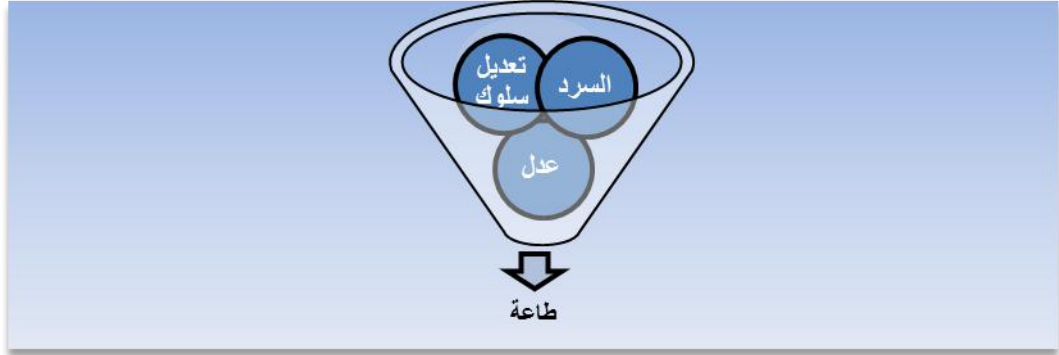 السرد
تعديل
سلوك
عدل
طاعة